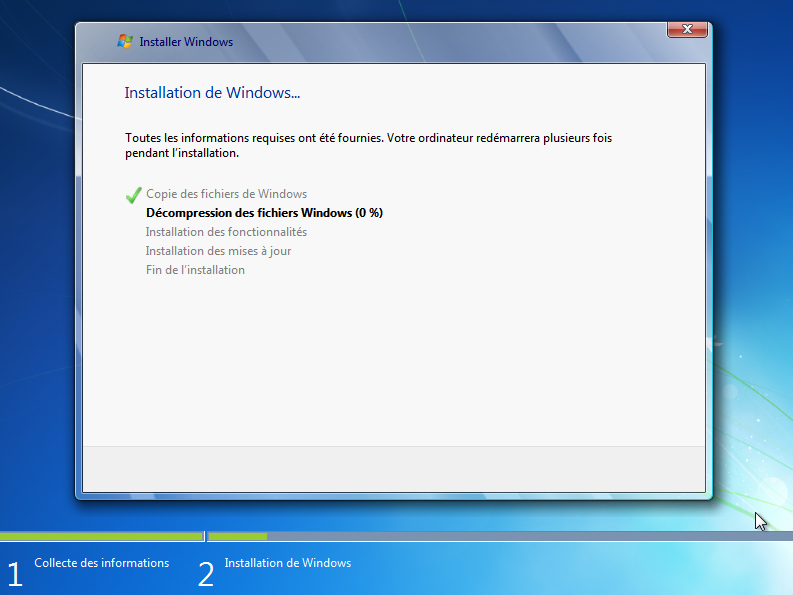 Installer Windows
Installation de Windows...
Toutes les informations requises ont été fournies. Votre ordinateur redémarrera plusieurs fois
pendant l'installation.
Copie des fichiers de Windows
Décompression des fichiers Windows (0 %)
Installation des fonctionnalités
Installation des mises à jour
Fin de l'installation
1 Collecte des informations 2 Installation de Windows